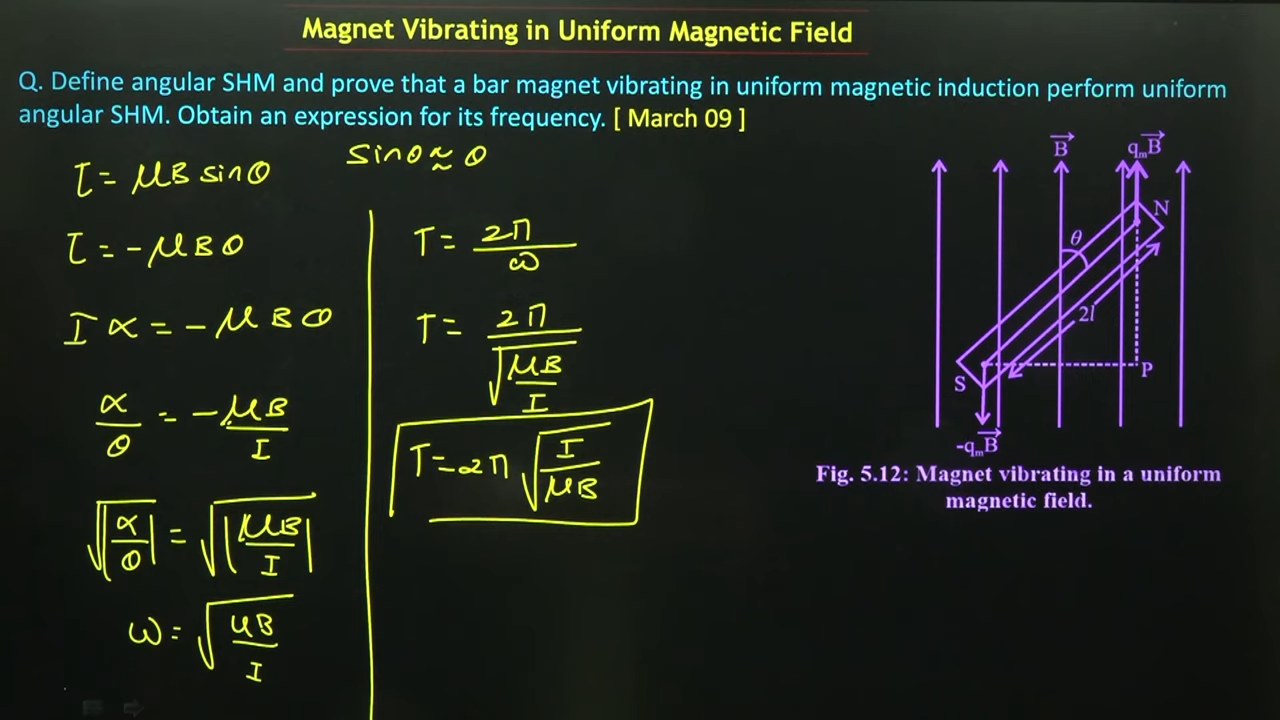 Magnet Vibrating in Uniform Magnetic Field
Q. Define angular SHM and prove that a bar magnet vibrating in uniform magnetic induction perform uniform
angular SHM. Obtain an expression for its frequency. [ March 09 ]
τ = μB sinθ
τ = -μBθ
Iα = -μBθ
α/θ = -μB/I
√|α/θ| = √|μB/I|
ω = √(μB/I)
sinθ ≈ θ
T = 2π/ω
T = 2π/√(μB/I)
T = 2π√(I/μB)
B⃗
qₘB⃗
N
θ
2l
S
P
-qₘB⃗
Fig. 5.12: Magnet vibrating in a uniform
magnetic field.